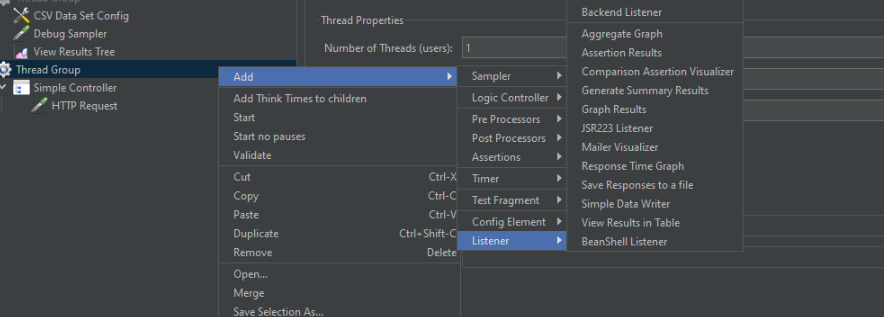 Thread Group
CSV Data Set Config
Debug Sampler
View Results Tree
Thread Group
Simple Controller
HTTP Request
Thread Properties
Number of Threads (users):
1
Add
Add Think Times to children
Start
Start no pauses
Validate
Cut Ctrl-X
Copy Ctrl-C
Paste Ctrl-V
Duplicate Ctrl+Shift-C
Remove Delete
Open...
Merge
Save Selection As...
Sampler
Logic Controller
Pre Processors
Post Processors
Assertions
Timer
Test Fragment
Config Element
Listener
Backend Listener
Aggregate Graph
Assertion Results
Comparison Assertion Visualizer
Generate Summary Results
Graph Results
JSR223 Listener
Mailer Visualizer
Response Time Graph
Save Responses to a file
Simple Data Writer
View Results in Table
BeanShell Listener